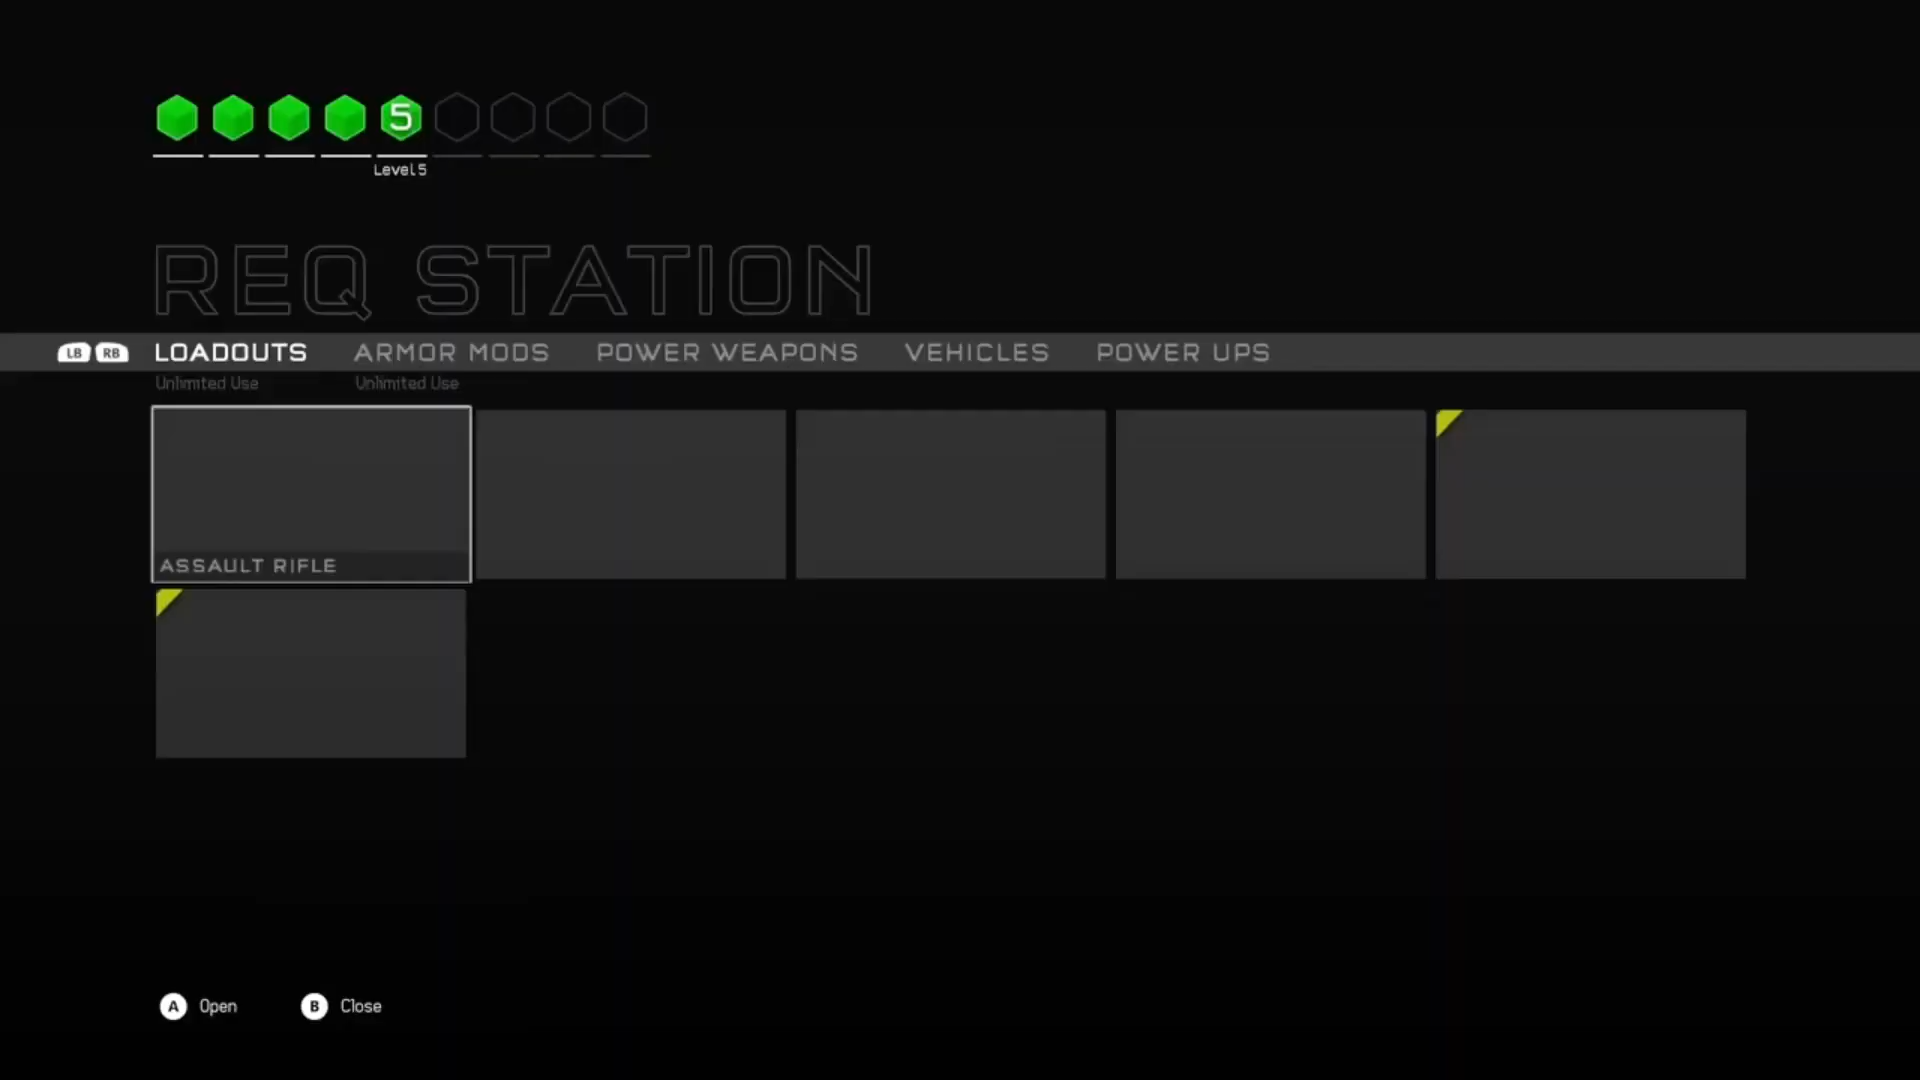 5
Level 5
REQ STATION
LB RB LOADOUTS ARMOR MODS POWER WEAPONS VEHICLES POWER UPS
Unlimited Use Unlimited Use
ASSAULT RIFLE
A Open B Close